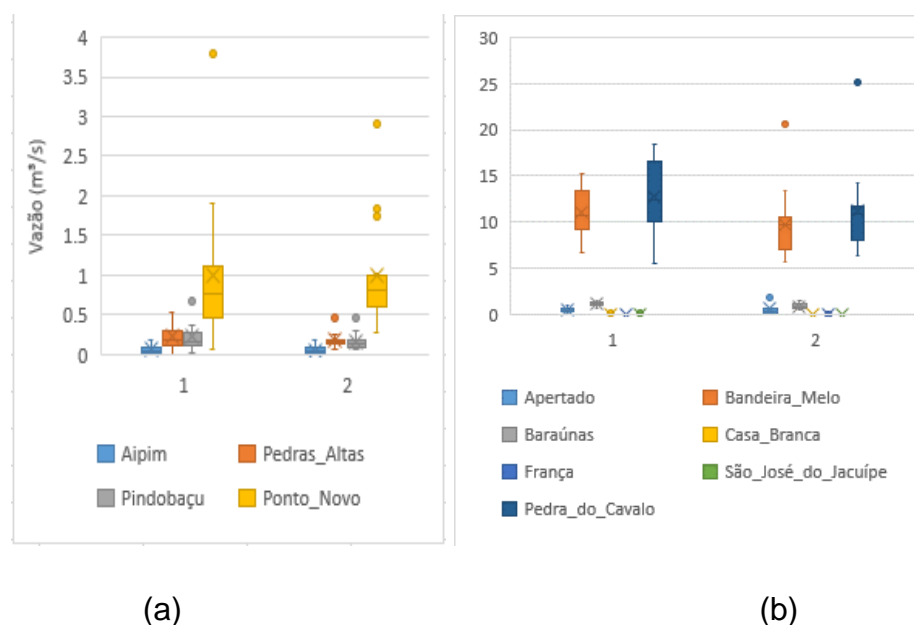 Vazão (m³/s)
4
3.5
3
2.5
2
1.5
1
0.5
0
1 2
Aipim Pedras_Altas
Pindobaçu Ponto_Novo
(a)
30
25
20
15
10
5
0
1 2
Apertado Bandeira_Melo
Baraúnas Casa_Branca
França São_José_do_Jacuípe
Pedra_do_Cavalo
(b)